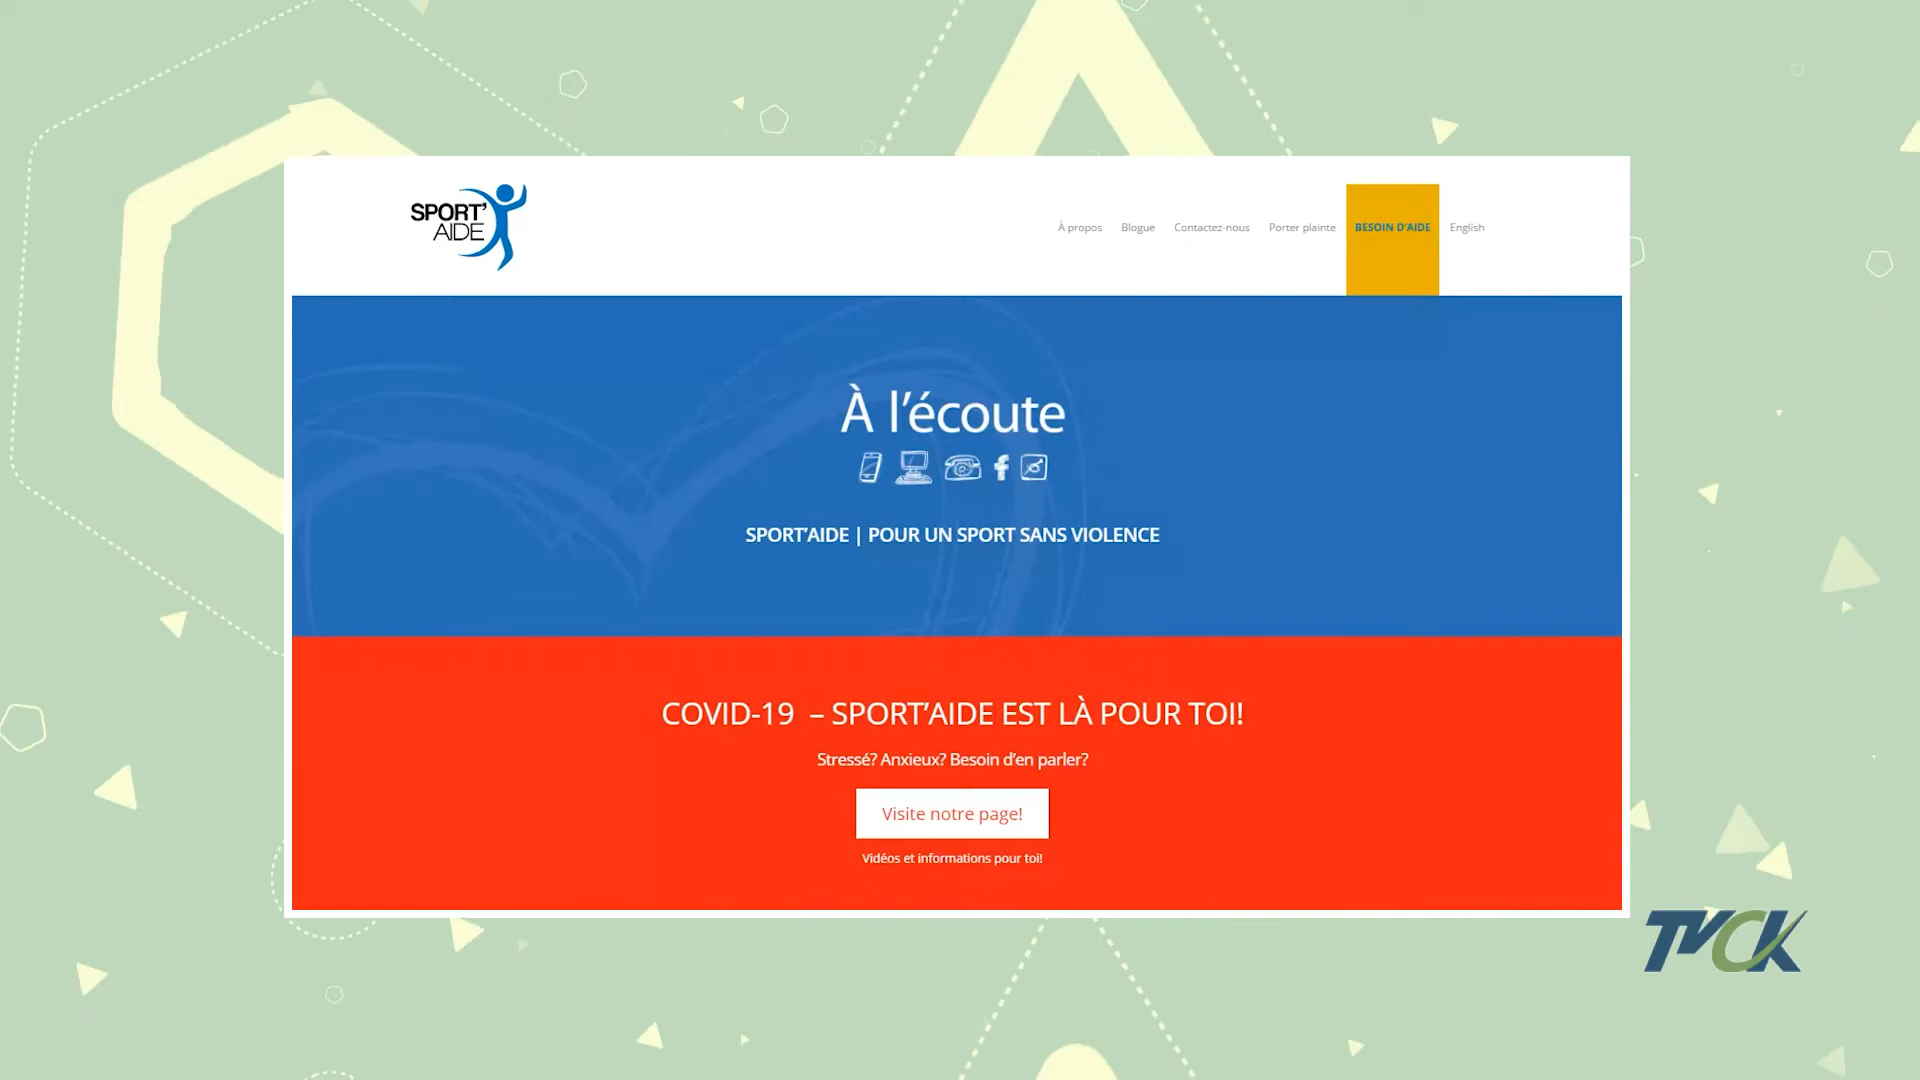 SPORT'
AIDE
À propos Blogue Contactez-nous Porter plainte BESOIN D'AIDE English
À l'écoute
SPORT'AIDE | POUR UN SPORT SANS VIOLENCE
COVID-19 – SPORT'AIDE EST LÀ POUR TOI!
Stressé? Anxieux? Besoin d'en parler?
Visite notre page!
Vidéos et informations pour toi!
TVCK